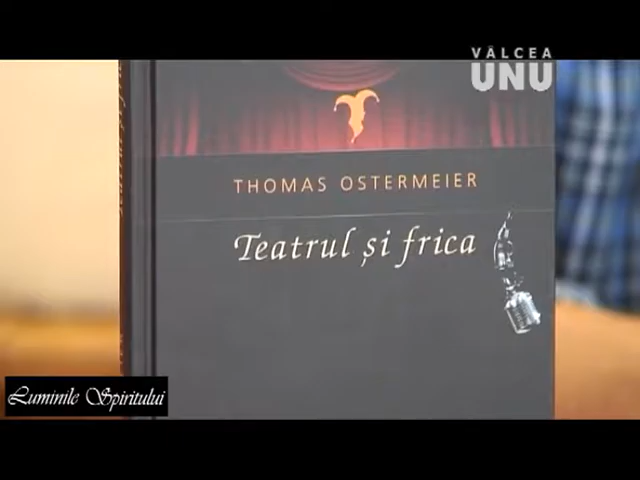 VÂLCEA
UNU
THOMAS OSTERMEIER
Teatrul și frica
Luminile Spiritului